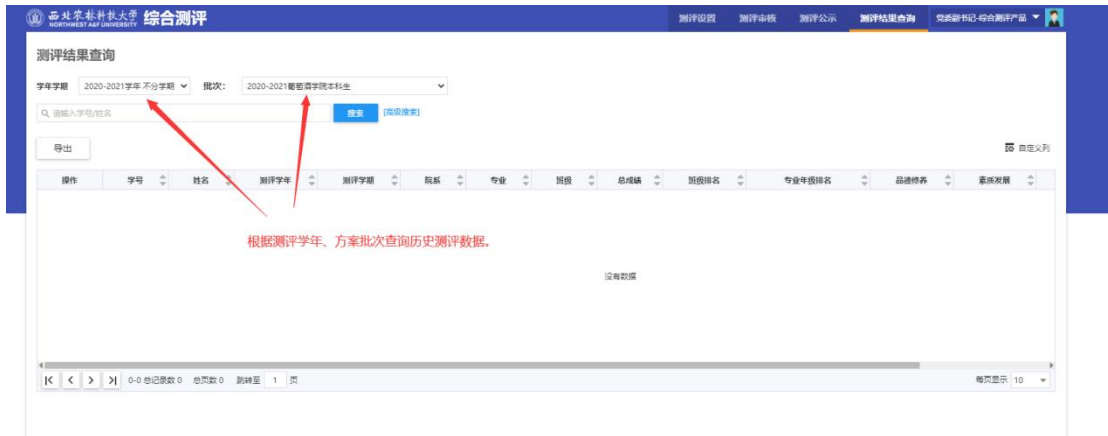 西北农林科技大学 综合测评
NORTHWEST A&F UNIVERSITY
测评设置 测评审核 测评公示 测评结果查询 党委副书记-综合测评产品
测评结果查询
学年学期 2020-2021学年 不分学期 批次: 2020-2021葡萄酒学院本科生
请输入学号/姓名 搜索 [高级搜索]
导出 自定义列
操作 学号 姓名 测评学年 测评学期 院系 专业 班级 总成绩 班级排名 专业年级排名 品德修养 素质发展
根据测评学年、方案批次查询历史测评数据。
没有数据
0-0 总记录数 0 总页数 0 跳转至 1 页 每页显示 10